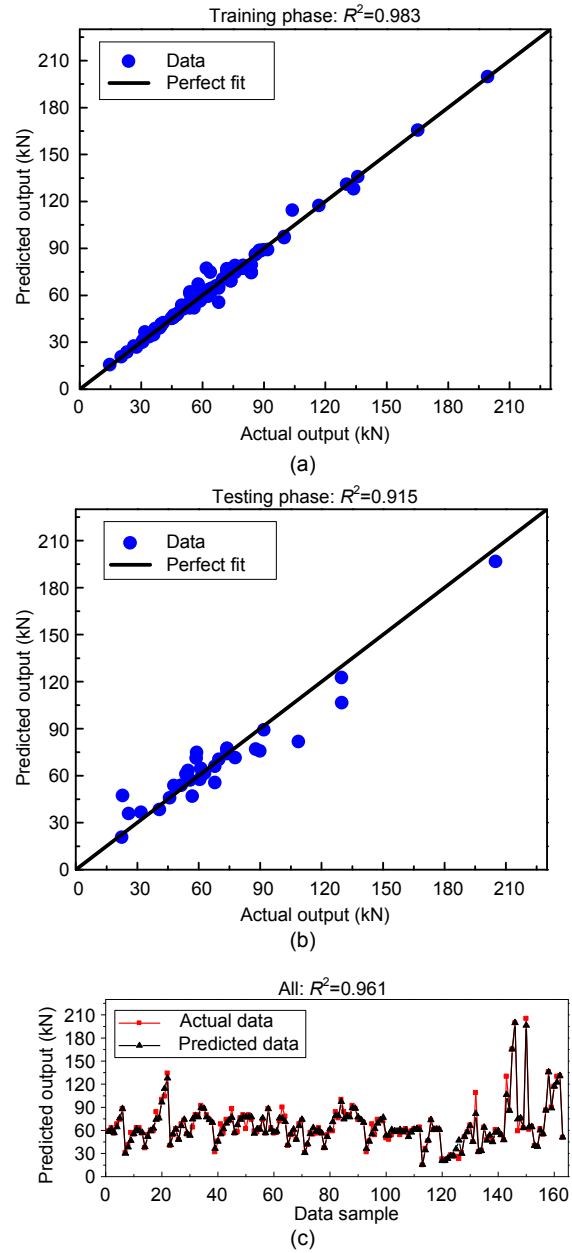 Training phase: R²=0.983
Data
Perfect fit
Predicted output (kN)
210
180
150
120
90
60
30
0
0 30 60 90 120 150 180 210
Actual output (kN)
(a)
Testing phase: R²=0.915
Data
Perfect fit
Predicted output (kN)
210
180
150
120
90
60
30
0
0 30 60 90 120 150 180 210
Actual output (kN)
(b)
All: R²=0.961
Actual data
Predicted data
Predicted output (kN)
210
180
150
120
90
60
30
0
0 20 40 60 80 100 120 140 160
Data sample
(c)